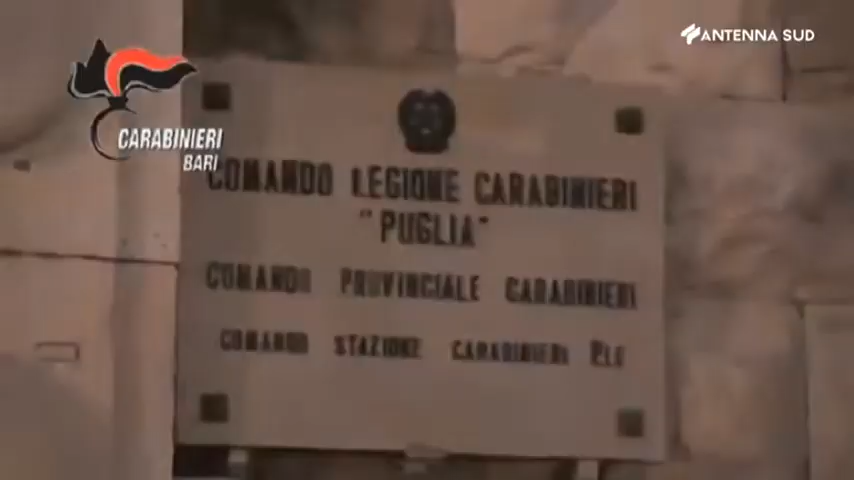 ANTENNA SUD
CARABINIERI
BARI
COMANDO LEGIONE CARABINIERI
"PUGLIA"
COMANDO PROVINCIALE CARABINIERI
COMANDO STAZIONE CARABINIERI